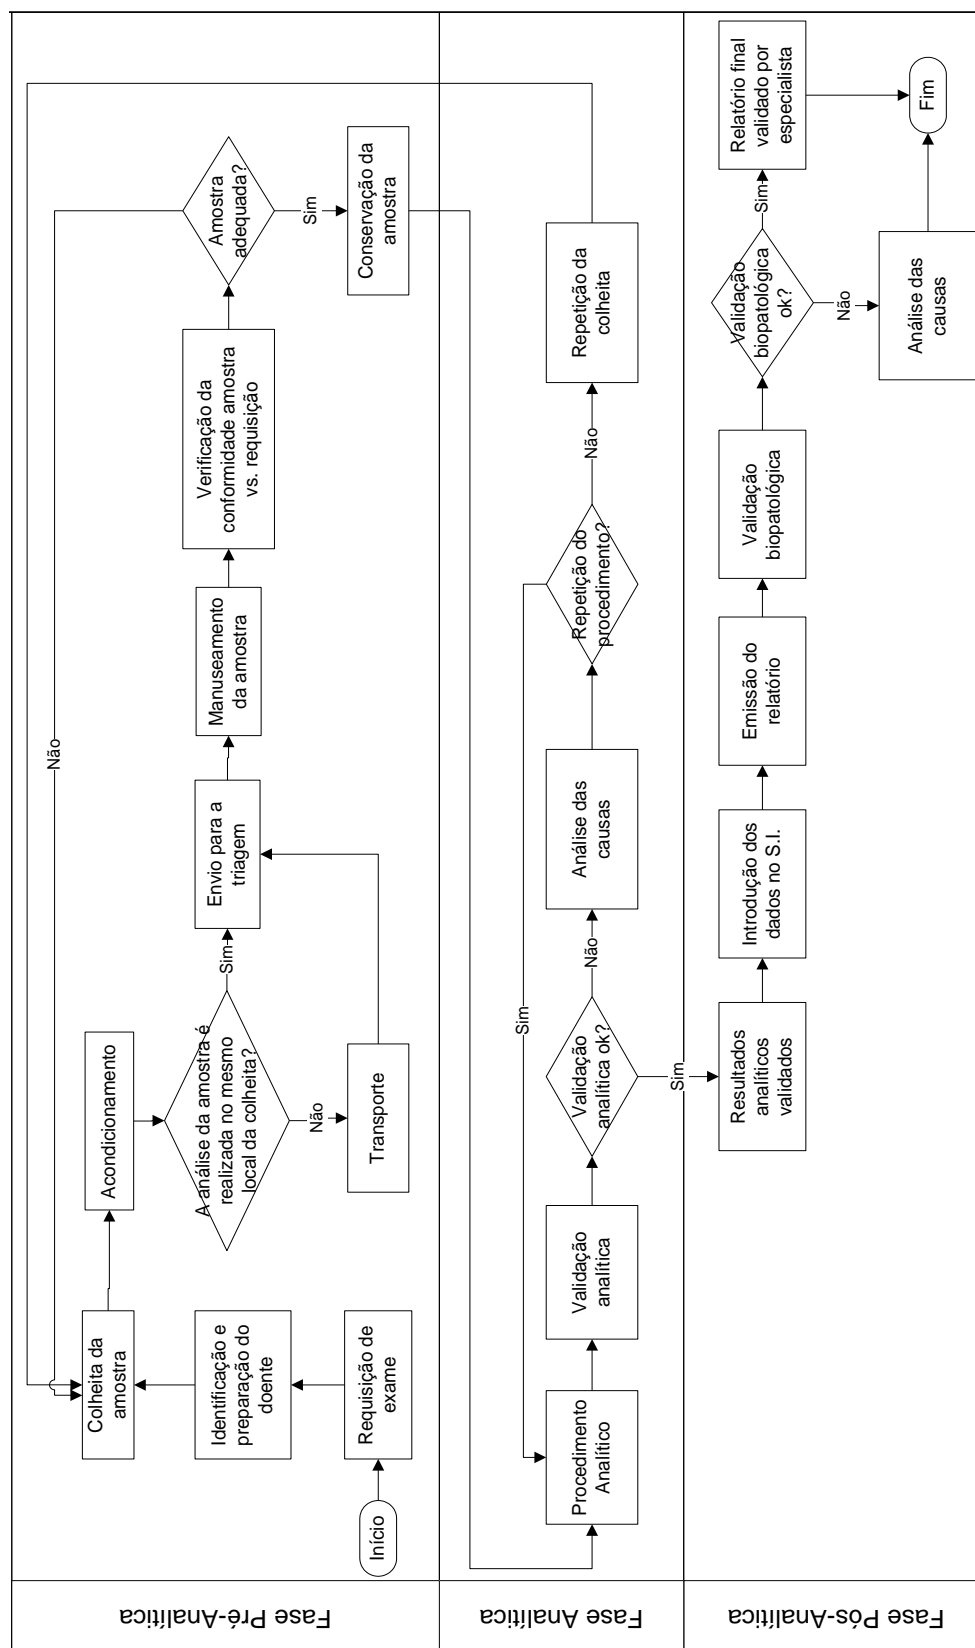 Fase Pré-Analítica
Início
Requisição de
exame
Identificação e
preparação do
doente
Colheita da
amostra
Acondicionamento
A análise da amostra é
realizada no mesmo
local da colheita?
Sim
Não
Transporte
Envio para a
triagem
Manuseamento
da amostra
Verificação da
conformidade amostra
vs. requisição
Amostra
adequada?
Não
Sim
Conservação da
amostra
Fase Analítica
Procedimento
Analítico
Validação
analítica
Validação
analítica ok?
Não
Sim
Análise das
causas
Repetição do
procedimento?
Sim
Não
Repetição da
colheita
Fase Pós-Analítica
Resultados
analíticos
validados
Introdução dos
dados no S.I.
Emissão do
relatório
Validação
biopatológica
Validação
biopatológica
ok?
Sim
Não
Relatório final
validado por
especialista
Análise das
causas
Fim